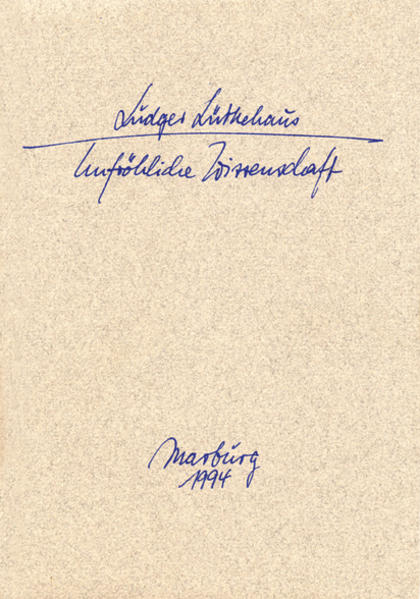 Ludger Lütkehaus
Unfröhliche Wissenschaft
Marburg
1994